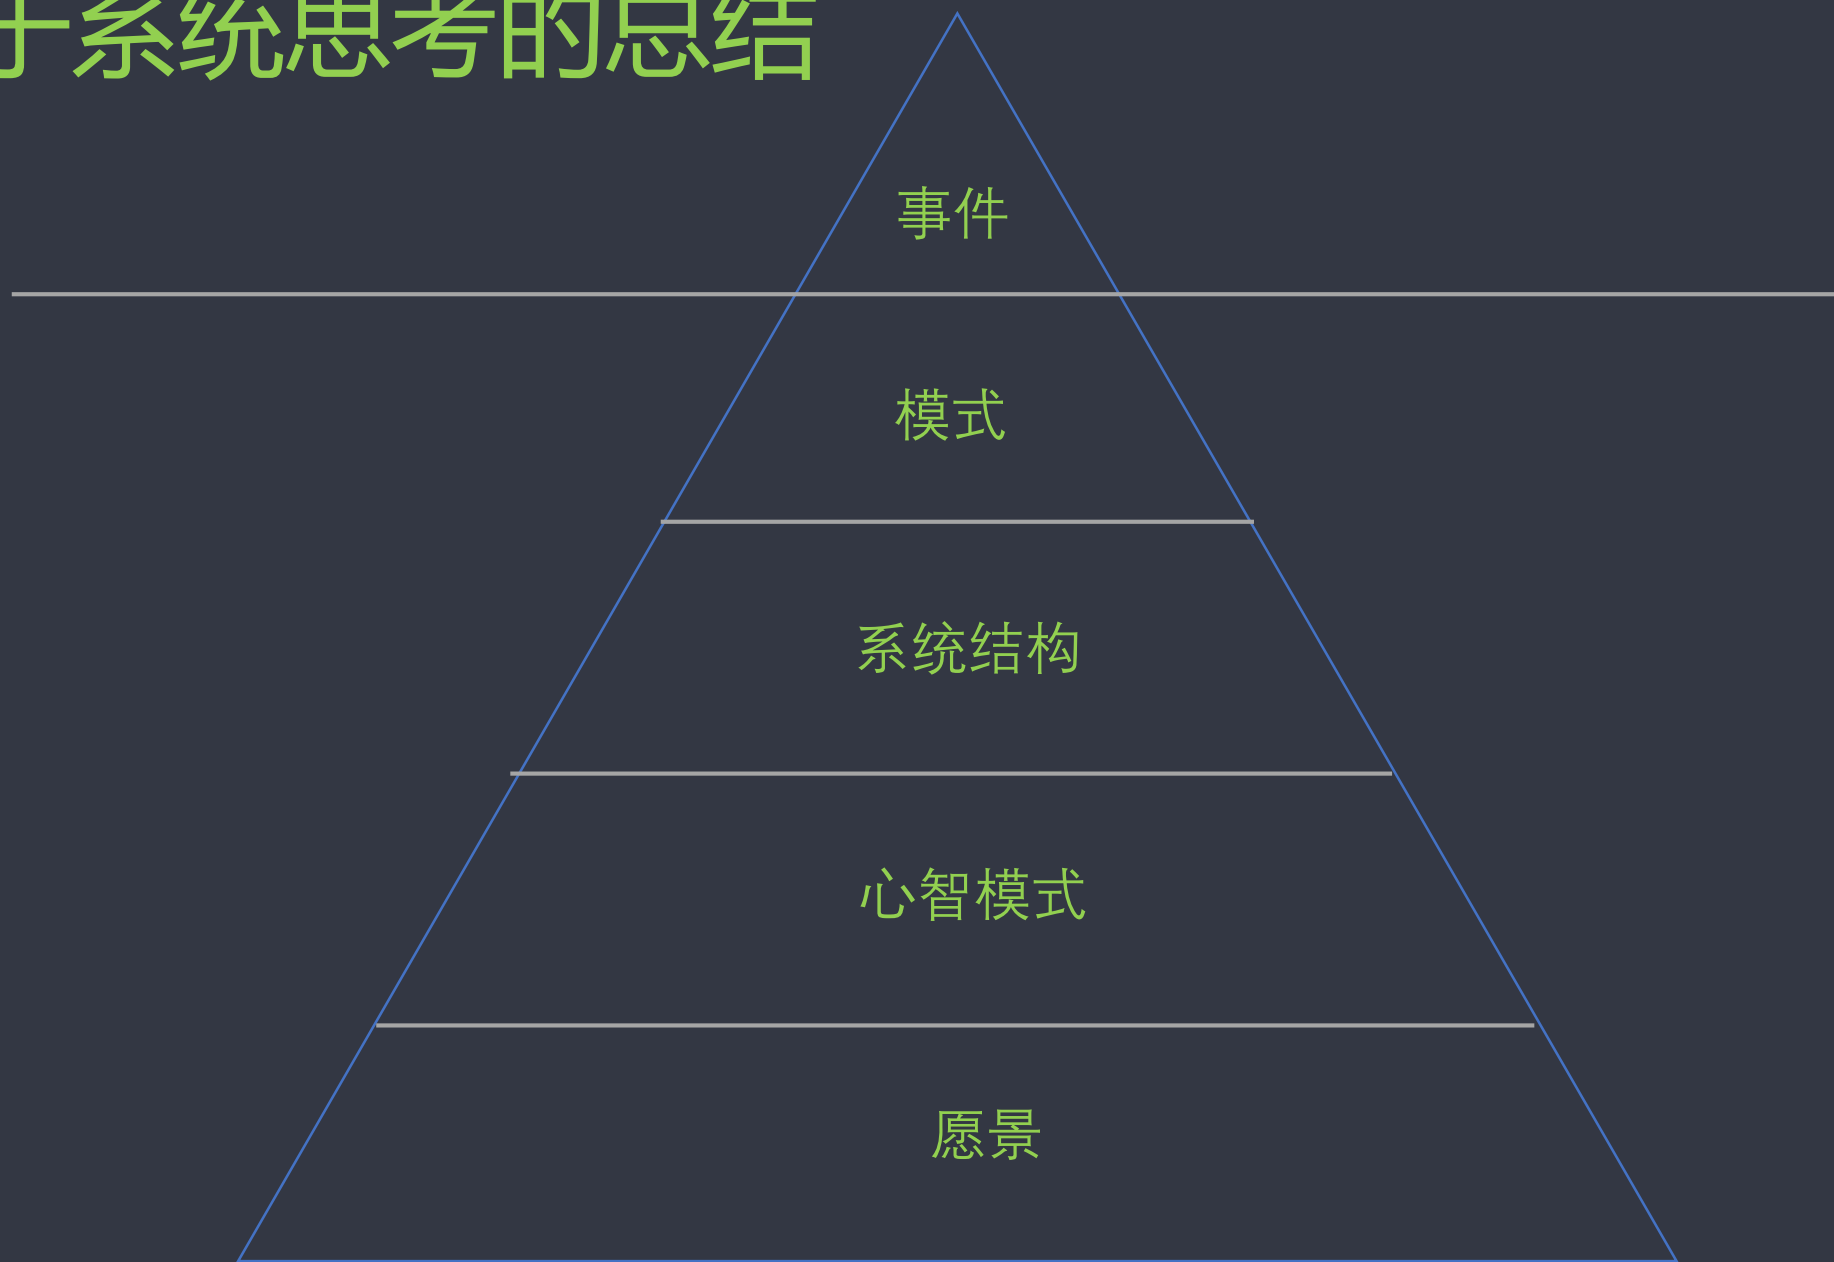 于系统思考的总结
事件
模式
系统结构
心智模式
愿景